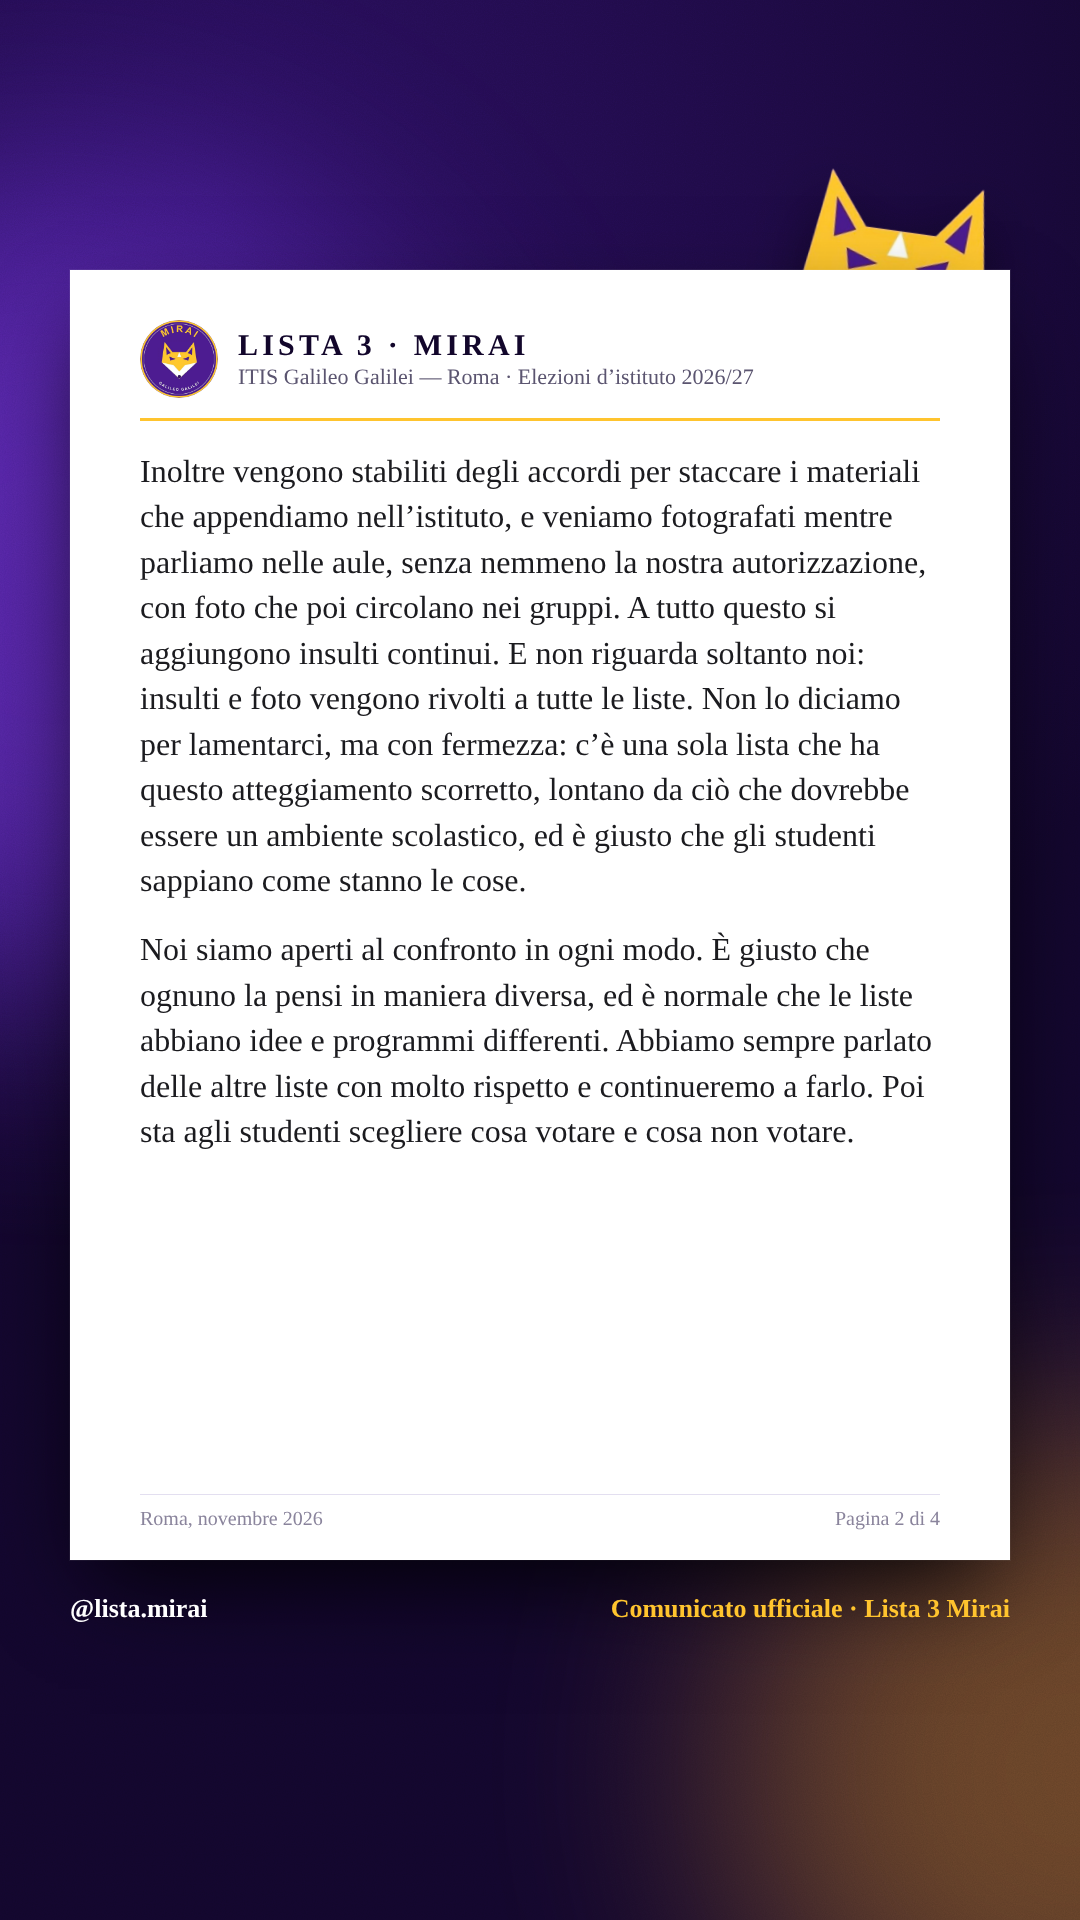 MIRAI
GALILEO GALILEI
LISTA 3 · MIRAI
ITIS Galileo Galilei — Roma · Elezioni d’istituto 2026/27
Inoltre vengono stabiliti degli accordi per staccare i materiali
che appendiamo nell’istituto, e veniamo fotografati mentre
parliamo nelle aule, senza nemmeno la nostra autorizzazione,
con foto che poi circolano nei gruppi. A tutto questo si
aggiungono insulti continui. E non riguarda soltanto noi:
insulti e foto vengono rivolti a tutte le liste. Non lo diciamo
per lamentarci, ma con fermezza: c’è una sola lista che ha
questo atteggiamento scorretto, lontano da ciò che dovrebbe
essere un ambiente scolastico, ed è giusto che gli studenti
sappiano come stanno le cose.
Noi siamo aperti al confronto in ogni modo. È giusto che
ognuno la pensi in maniera diversa, ed è normale che le liste
abbiano idee e programmi differenti. Abbiamo sempre parlato
delle altre liste con molto rispetto e continueremo a farlo. Poi
sta agli studenti scegliere cosa votare e cosa non votare.
Roma, novembre 2026
Pagina 2 di 4
@lista.mirai
Comunicato ufficiale · Lista 3 Mirai